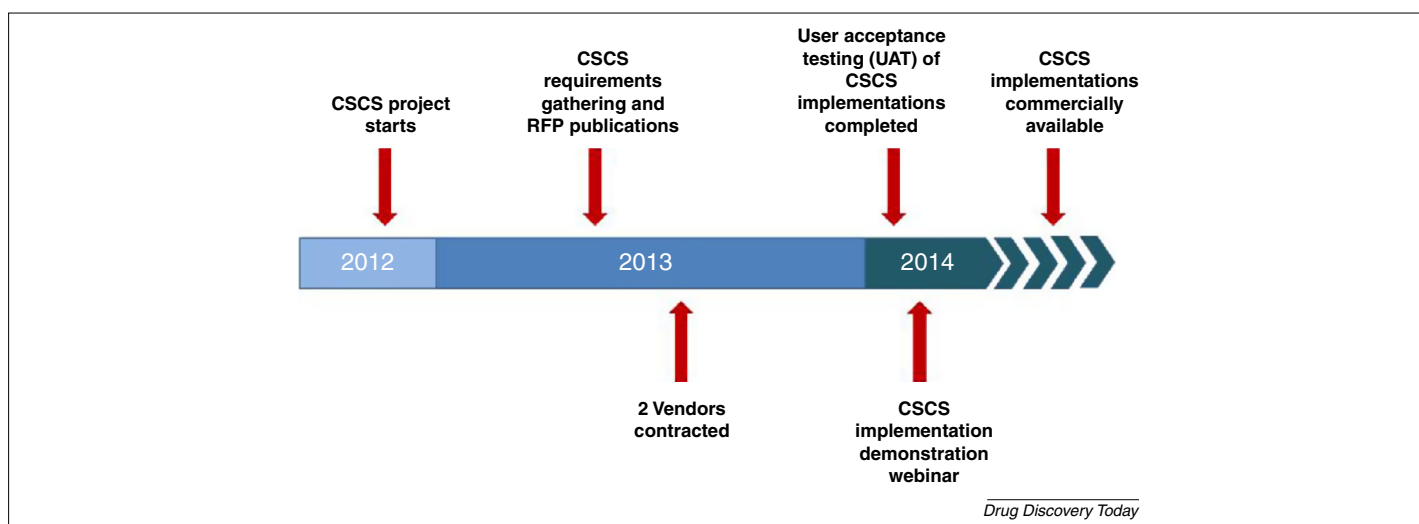 CSCS project
starts
CSCS
requirements
gathering and
RFP publications
User acceptance
testing (UAT) of
CSCS
implementations
completed
CSCS
implementations
commercially
available
2012
2013
2014
2 Vendors
contracted
CSCS
implementation
demonstration
webinar
Drug Discovery Today